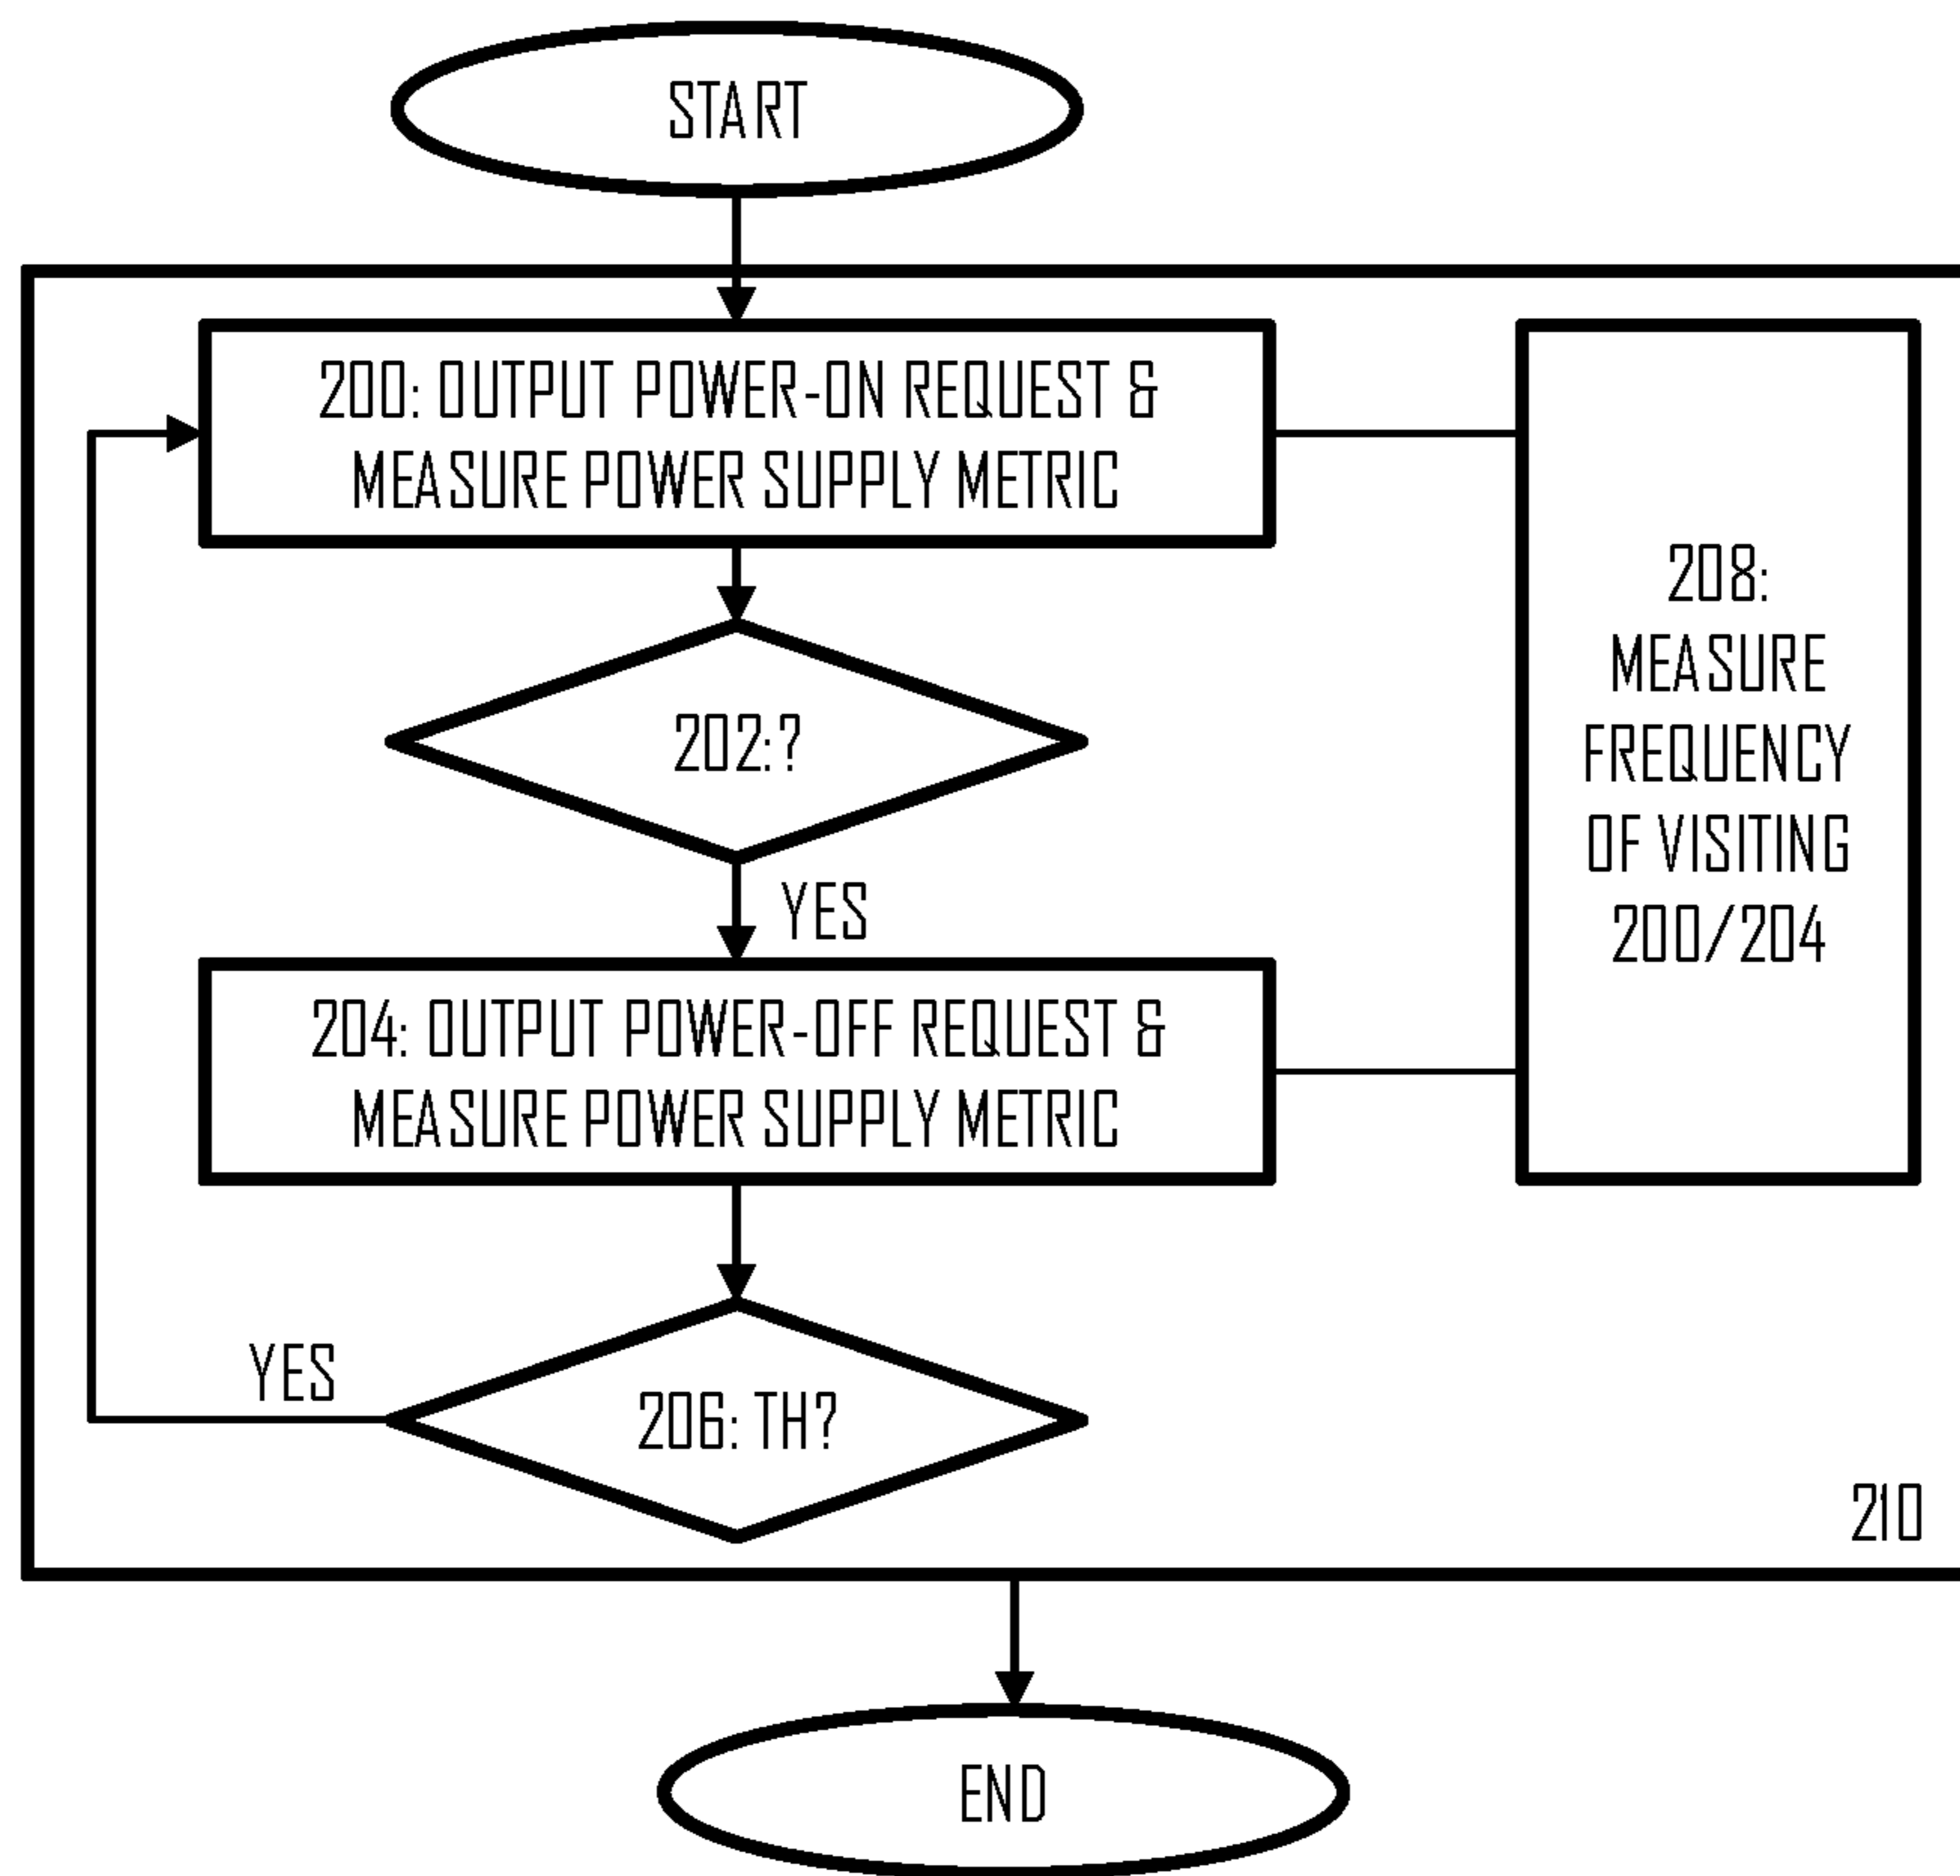 START
200: OUTPUT POWER-ON REQUEST &
MEASURE POWER SUPPLY METRIC
202:?
YES
204: OUTPUT POWER-OFF REQUEST &
MEASURE POWER SUPPLY METRIC
208:
MEASURE
FREQUENCY
OF VISITING
200/204
YES
206: TH?
210
END